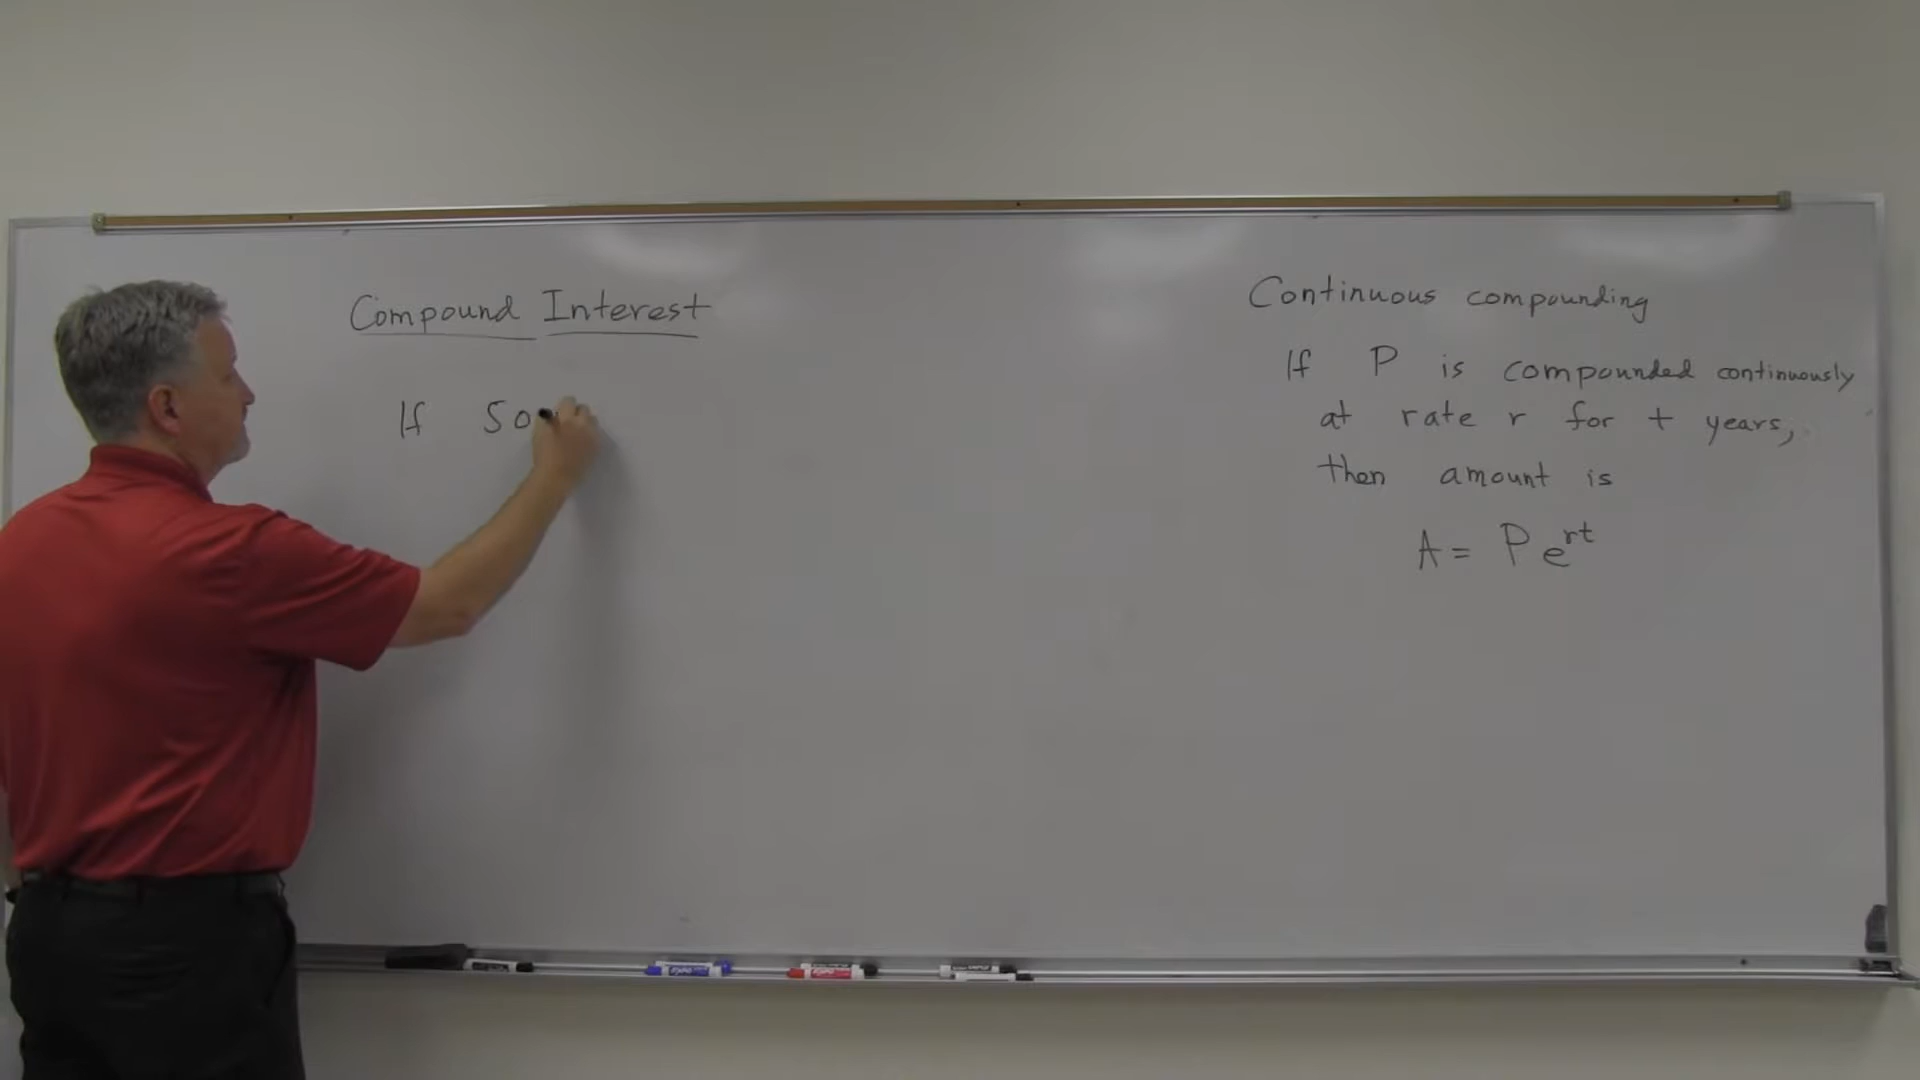 Compound Interest
If 50
Continuous compounding
If P is compounded continuously
at rate r for t years,
then amount is
A = P e^rt